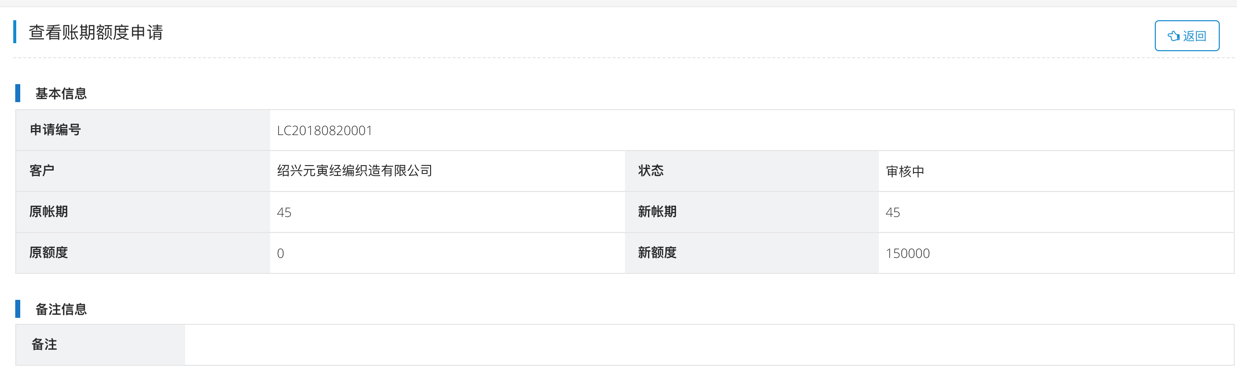 查看账期额度申请
返回
基本信息
申请编号 LC20180820001
客户 绍兴元寅经编织造有限公司 状态 审核中
原帐期 45 新帐期 45
原额度 0 新额度 150000
备注信息
备注